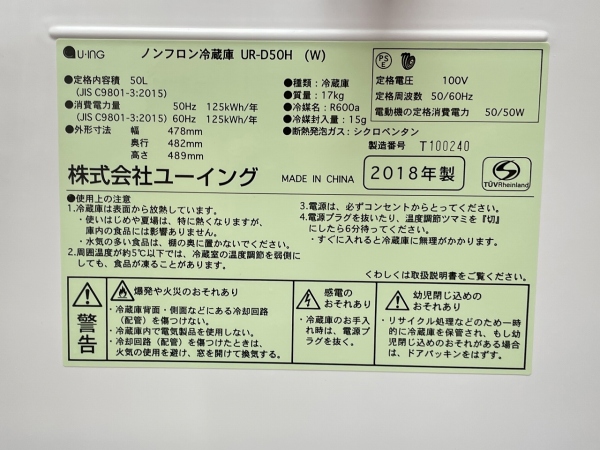 U-ING ノンフロン冷蔵庫 UR-D50H (W)
●定格内容積 50L
(JIS C9801-3:2015)
●消費電力量 50Hz 125kWh/年
(JIS C9801-3:2015) 60Hz 125kWh/年
●外形寸法 幅 478mm
奥行 482mm
高さ 489mm
●種類:冷蔵庫
●質量:17kg
●冷媒名:R600a
●冷媒封入量:15g
●断熱発泡ガス:シクロペンタン
PS
E
定格電圧 100V
定格周波数 50/60Hz
電動機の定格消費電力 50/50W
製造番号 T100240
株式会社ユーイング MADE IN CHINA 2018年製
TÜVRheinland
●使用上の注意
1.冷蔵庫は表面から放熱しています。
・使いはじめや夏場は、特に熱くなりますが、
庫内の食品には影響ありません。
・水気の多い食品は、棚の奥に置かないでください。
2.周囲温度が約5℃以下では、冷蔵室の温度調節を弱側に
しても、食品が凍ることがあります。
3.電源は、必ずコンセントからとってください。
4.電源プラグを抜いたり、温度調節ツマミを『切』
にしたら6分待ってください。
・すぐに入れると冷蔵庫に無理がかかります。
くわしくは取扱説明書をご覧ください。
警告
爆発や火災のおそれあり
・冷蔵庫背面・側面などにある冷却回路
(配管)を傷つけない。
・冷蔵庫内で電気製品を使用しない。
・冷却回路(配管)を傷つけたときは、
火気の使用を避け、窓を開けて換気する。
感電の
おそれあり
・冷蔵庫のお手入
れ時は、電源プ
ラグを抜く。
幼児閉じ込めの
おそれあり
・リサイクル処理などのため一時
的に冷蔵庫を保管され、もし幼
児閉じ込めのおそれがある場合
は、ドアパッキンをはずす。